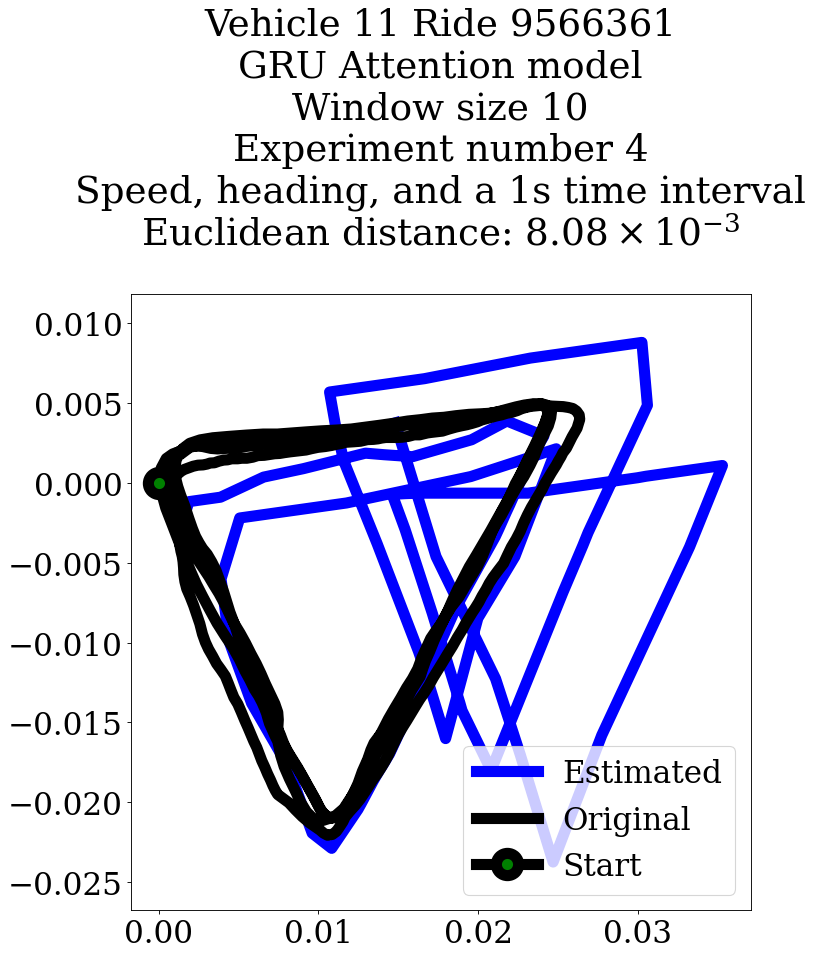 Vehicle 11 Ride 9566361
GRU Attention model
Window size 10
Experiment number 4
Speed, heading, and a 1s time interval
Euclidean distance: 8.08 × 10⁻³
0.010
0.005
0.000
−0.005
−0.010
−0.015
−0.020
−0.025
0.00 0.01 0.02 0.03
Estimated
Original
Start